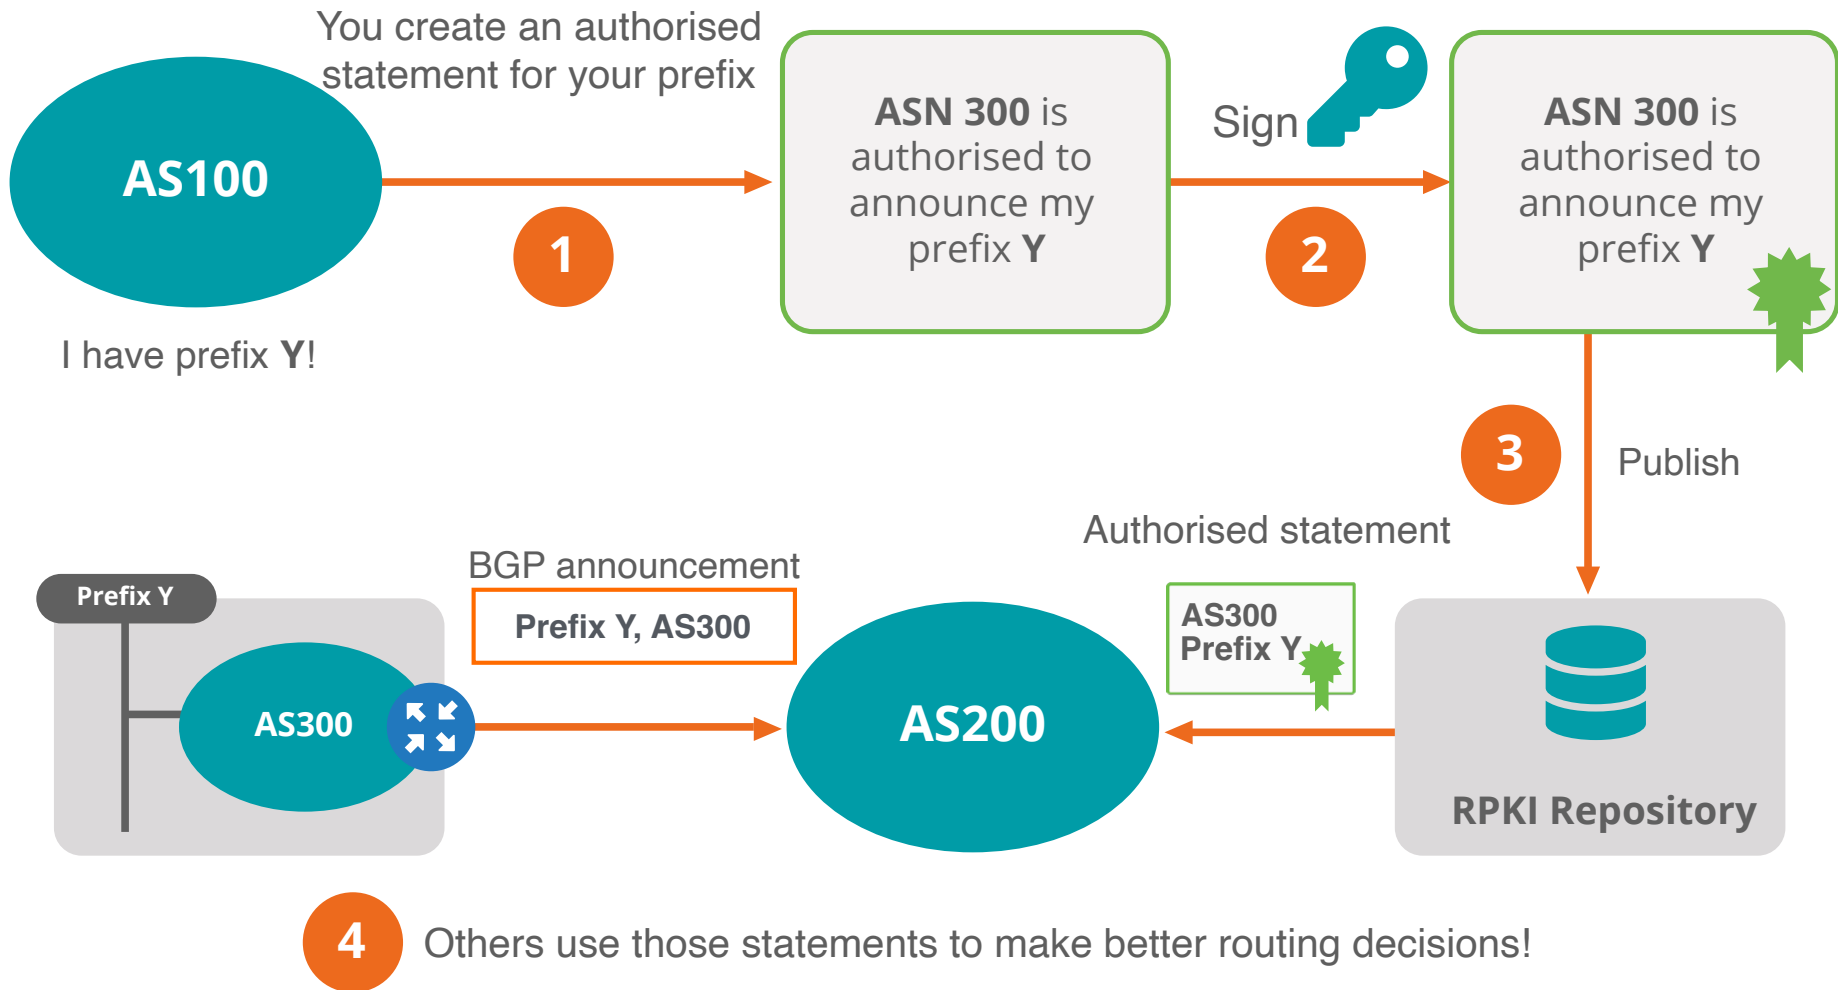 You create an authorised
statement for your prefix
AS100
I have prefix Y!
1
ASN 300 is
authorised to
announce my
prefix Y
Sign
2
ASN 300 is
authorised to
announce my
prefix Y
3
Publish
Prefix Y
AS300
BGP announcement
Prefix Y, AS300
AS200
Authorised statement
AS300
Prefix Y
RPKI Repository
4
Others use those statements to make better routing decisions!